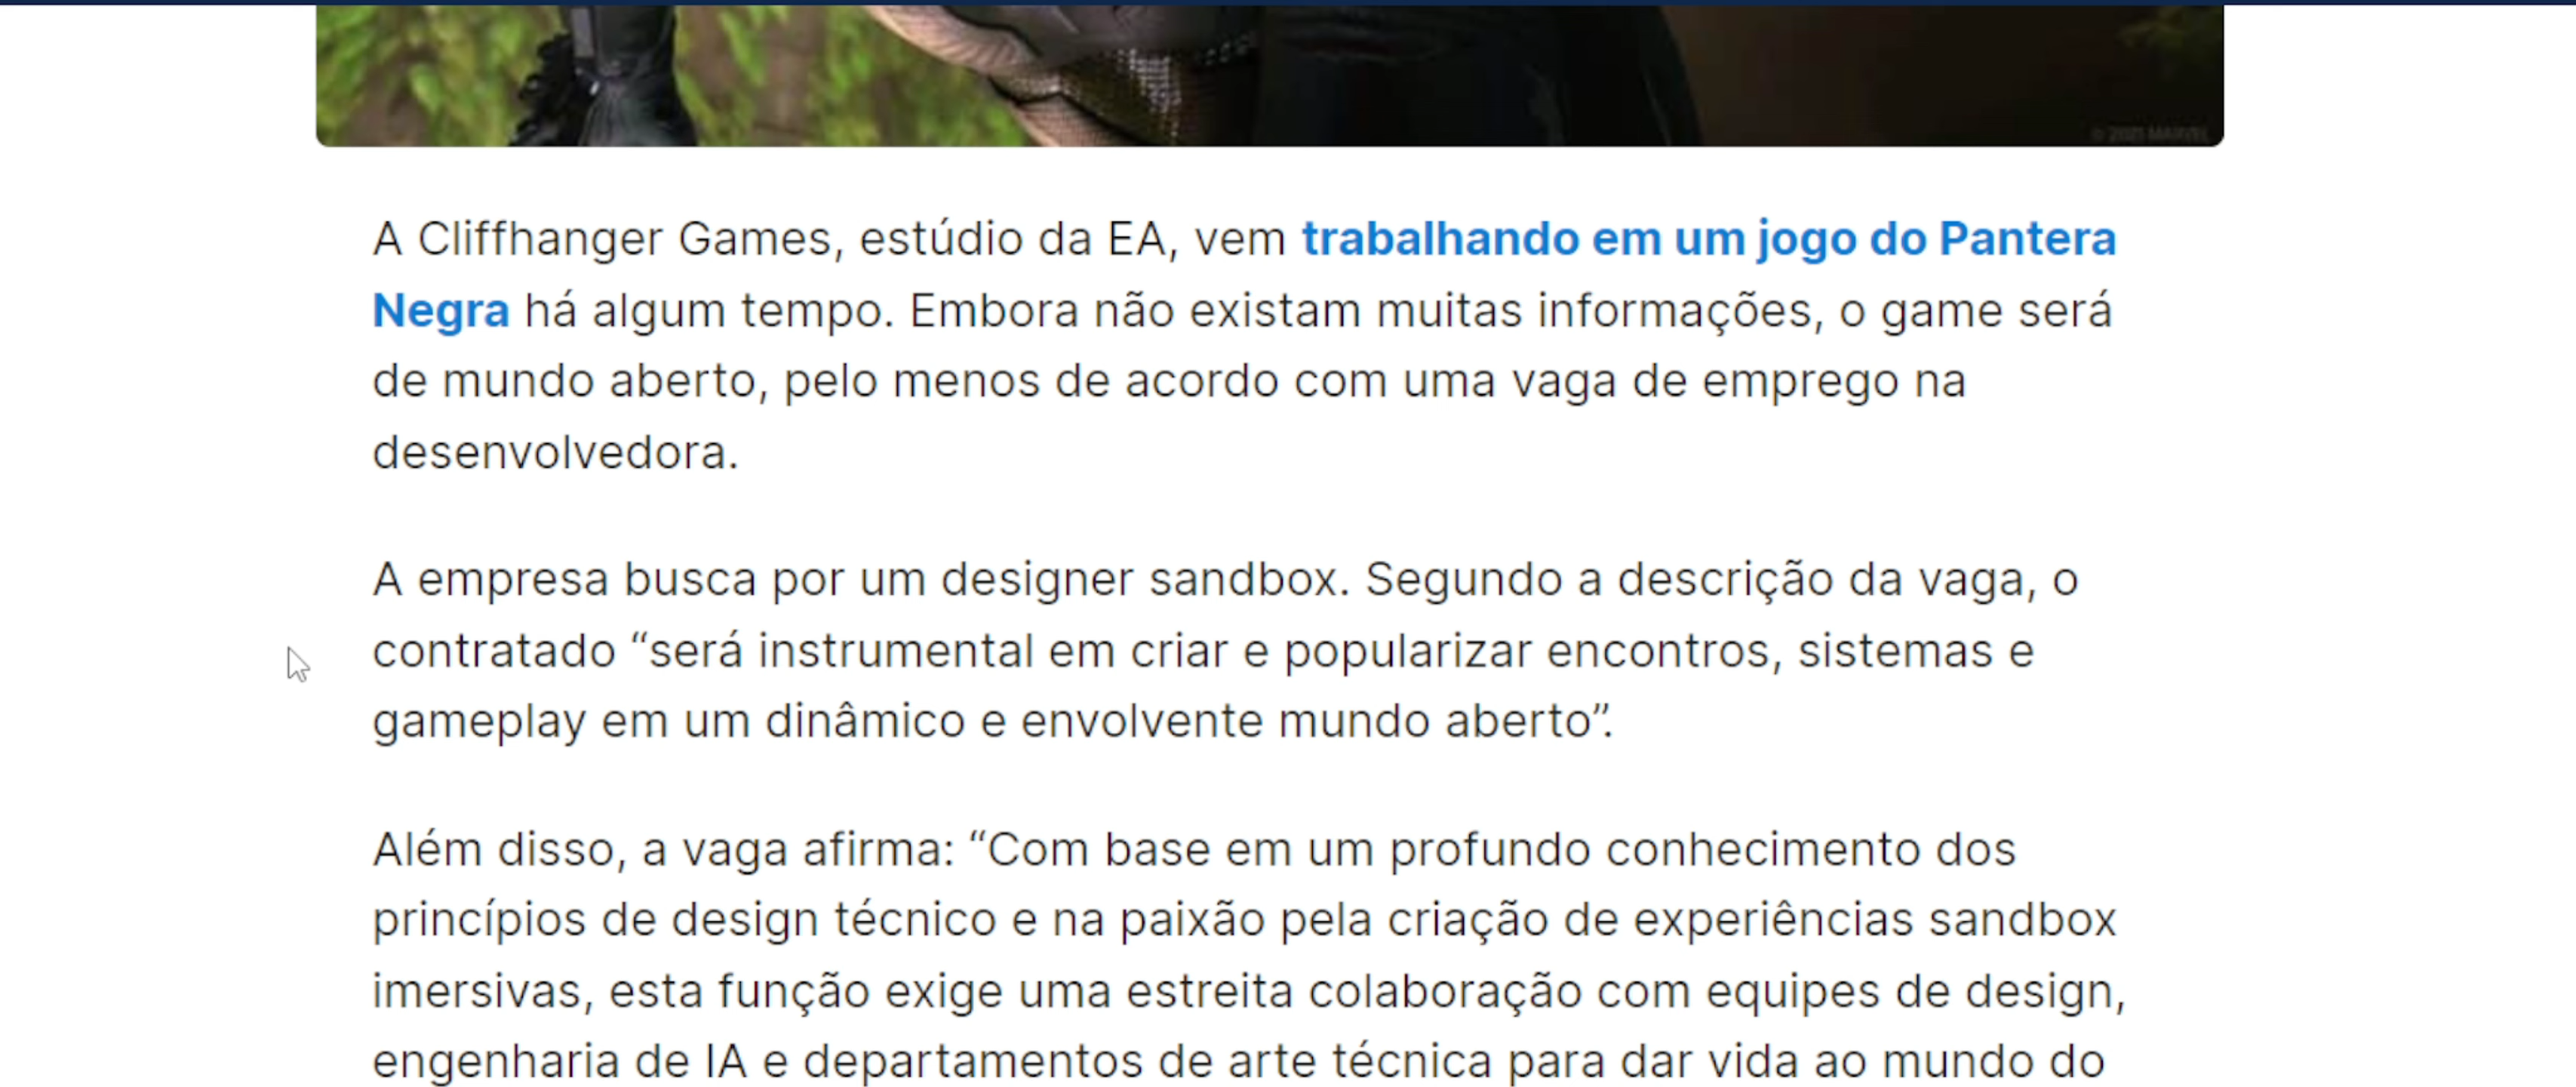 © 2021 MARVEL
A Cliffhanger Games, estúdio da EA, vem trabalhando em um jogo do Pantera
Negra há algum tempo. Embora não existam muitas informações, o game será
de mundo aberto, pelo menos de acordo com uma vaga de emprego na
desenvolvedora.
A empresa busca por um designer sandbox. Segundo a descrição da vaga, o
contratado “será instrumental em criar e popularizar encontros, sistemas e
gameplay em um dinâmico e envolvente mundo aberto”.
Além disso, a vaga afirma: “Com base em um profundo conhecimento dos
princípios de design técnico e na paixão pela criação de experiências sandbox
imersivas, esta função exige uma estreita colaboração com equipes de design,
engenharia de IA e departamentos de arte técnica para dar vida ao mundo do